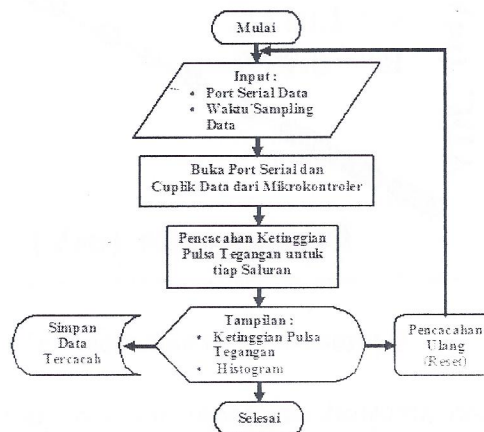 Mulai
Input :
• Port Serial Data
• Waktu Sampling
Data
Buka Port Serial dan
Cuplik Data dari Mikrokontroler
Pencacahan Ketinggian
Pulsa Tegangan untuk
tiap Saluran
Tampilan :
• Ketinggian Pulsa
Tegangan
• Histogram
Simpan
Data
Tercacah
Pencacahan
Ulang
(Reset)
Selesai